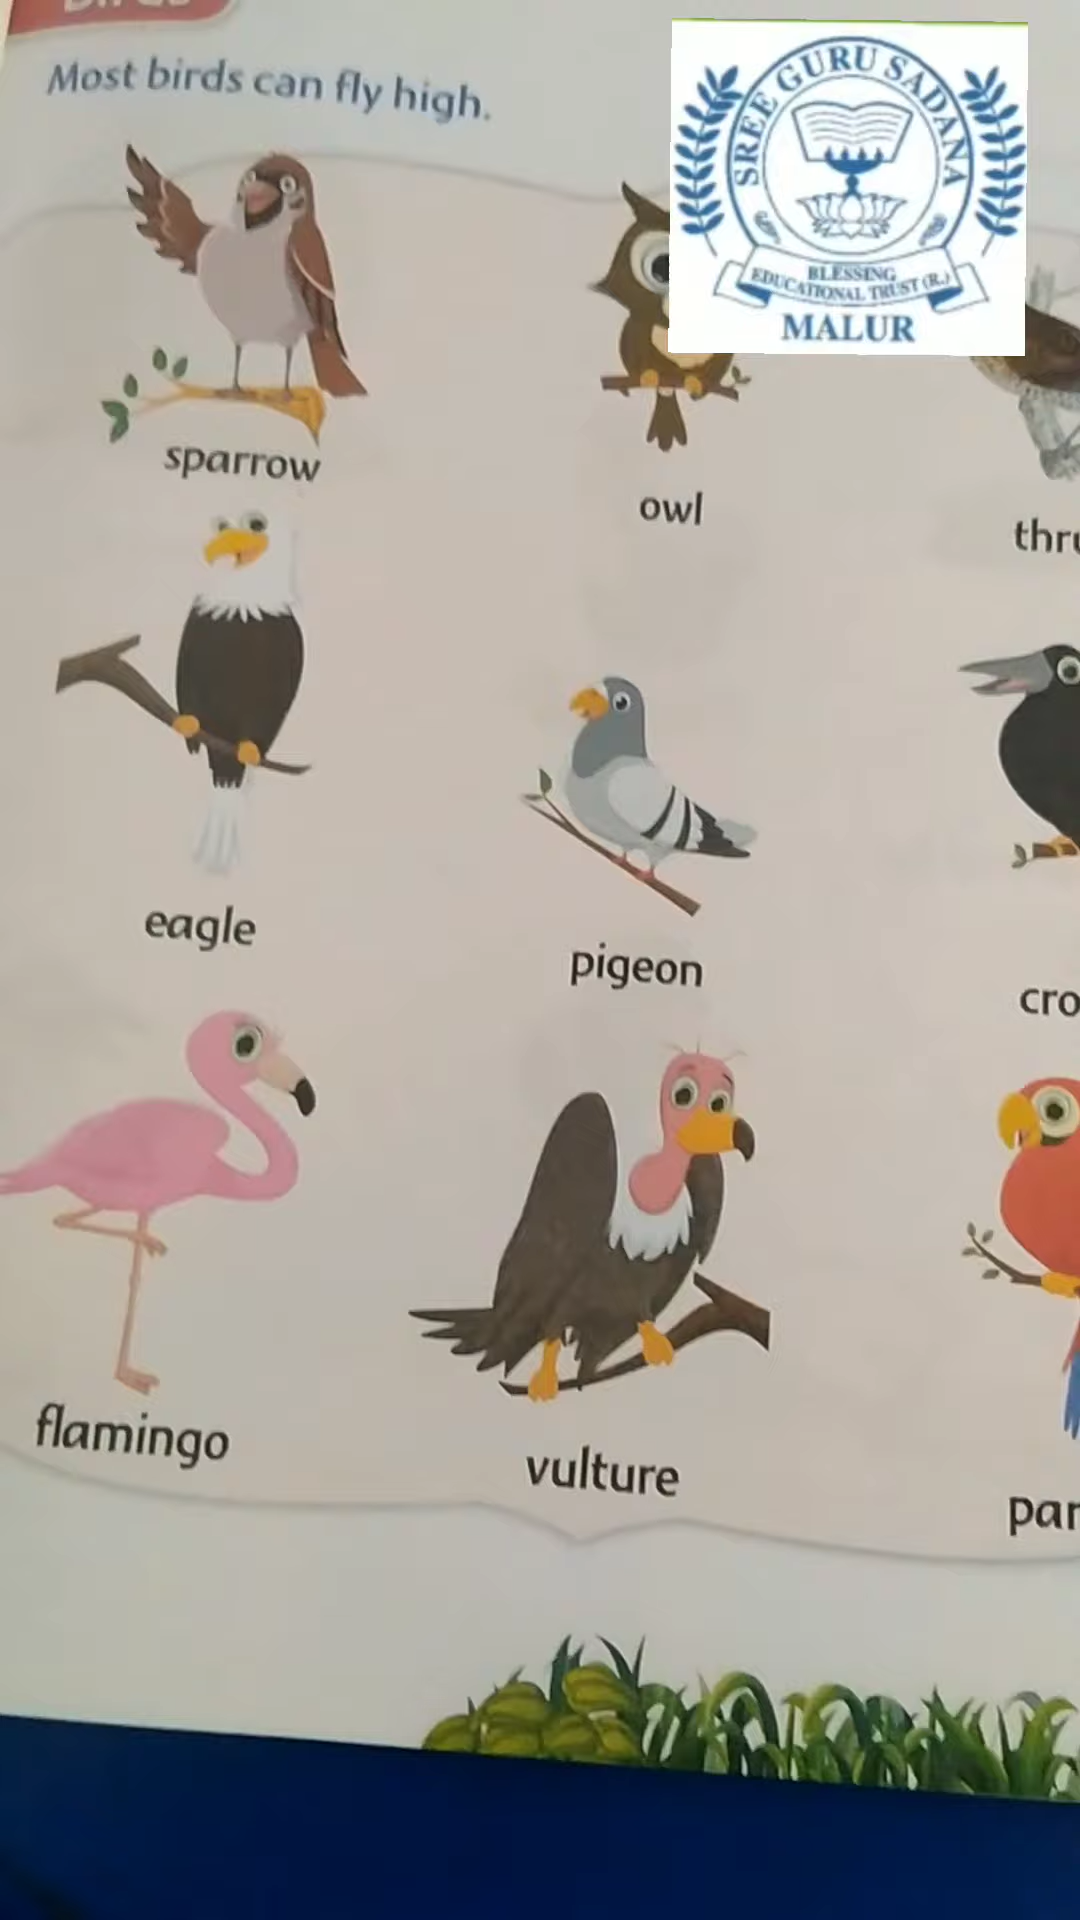 Most birds can fly high.
SREE GURU SADANA
BLESSING
EDUCATIONAL TRUST (R.)
MALUR
sparrow
owl
eagle
pigeon
flamingo
vulture